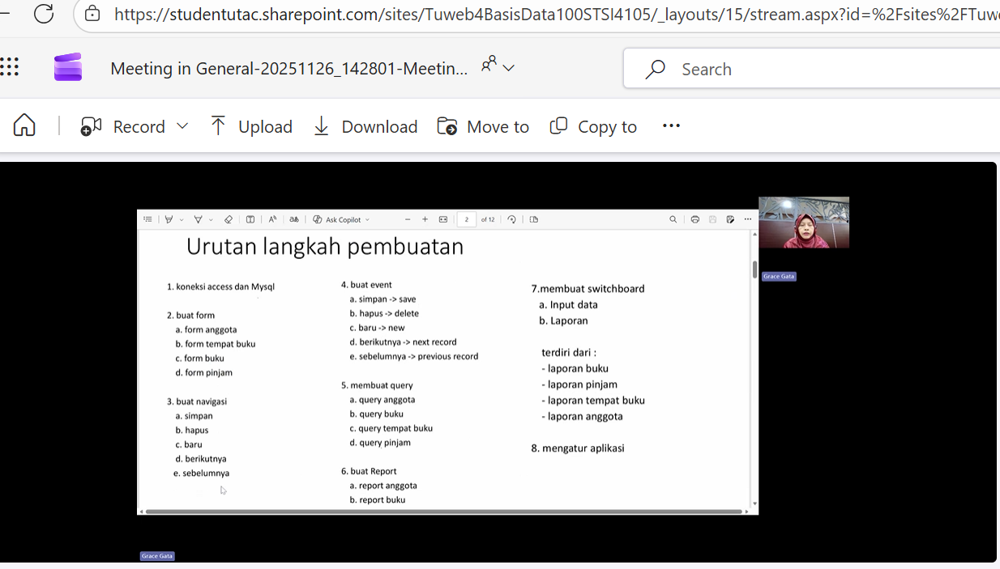 https://studentutac.sharepoint.com/sites/Tuweb4BasisData100STSI4105/_layouts/15/stream.aspx?id=%2Fsites%2FTuw
Meeting in General-20251126_142801-Meetin...
Search
Record
Upload
Download
Move to
Copy to
Ask Copilot
2
of 12
Urutan langkah pembuatan
1. koneksi access dan Mysql
2. buat form
a. form anggota
b. form tempat buku
c. form buku
d. form pinjam
3. buat navigasi
a. simpan
b. hapus
c. baru
d. berikutnya
e. sebelumnya
4. buat event
a. simpan -> save
b. hapus -> delete
c. baru -> new
d. berikutnya -> next record
e. sebelumnya -> previous record
5. membuat query
a. query anggota
b. query buku
c. query tempat buku
d. query pinjam
6. buat Report
a. report anggota
b. report buku
7.membuat switchboard
a. Input data
b. Laporan
terdiri dari :
- laporan buku
- laporan pinjam
- laporan tempat buku
- laporan anggota
8. mengatur aplikasi
Grace Gata
Grace Gata